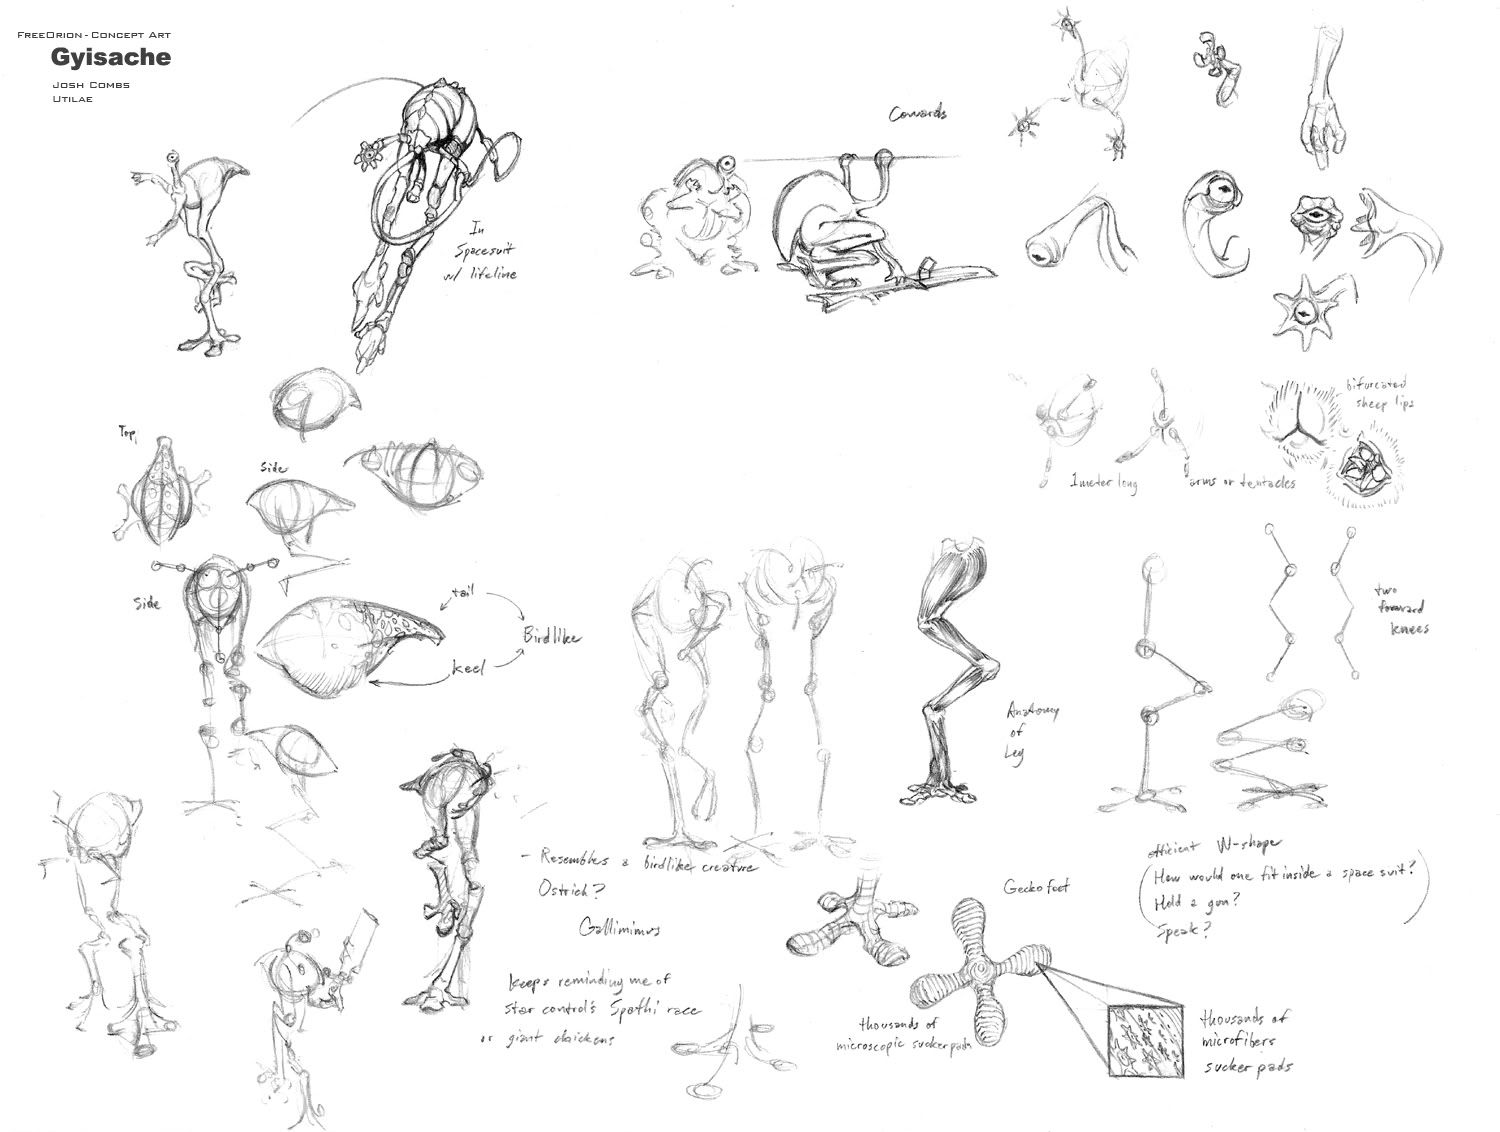 FreeOrion - Concept Art
Gyisache
Josh Combs
Utilae
Cowards
In
Spacesuit
w/ lifeline
bifurcated
sheep lips
Top
Side
1 meter long
arms or tentacles
tail
Side
Birdlike
keel
two
forward
knees
Anatomy
of
Leg
efficient W-shape
How would one fit inside a space suit?
Hold a gun?
Speak?
- Resembles a birdlike creature
Ostrich?
Gallimimus
Gecko feet
keeps reminding me of
star control's Spathi race
or giant chickens
thousands of
microscopic suckerpads
thousands of
microfibers
sucker pads